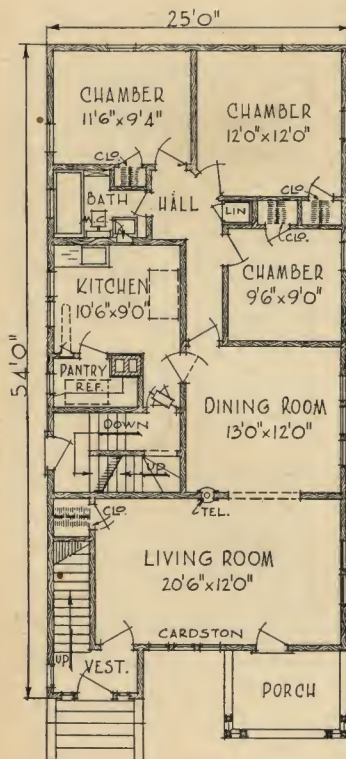 25'0"
54'0"
CHAMBER
11'6"x9'4"
CHAMBER
12'0"x12'0"
CLO.
BATH
HALL
CLO.
LIN
CLO.
CHAMBER
9'6"x9'0"
KITCHEN
10'6"x9'0"
PANTRY
REF.
DOWN
UP
DINING ROOM
13'0"x12'0"
CLO.
TEL.
LIVING ROOM
20'6"x12'0"
CARDSTON
UP
VEST.
PORCH